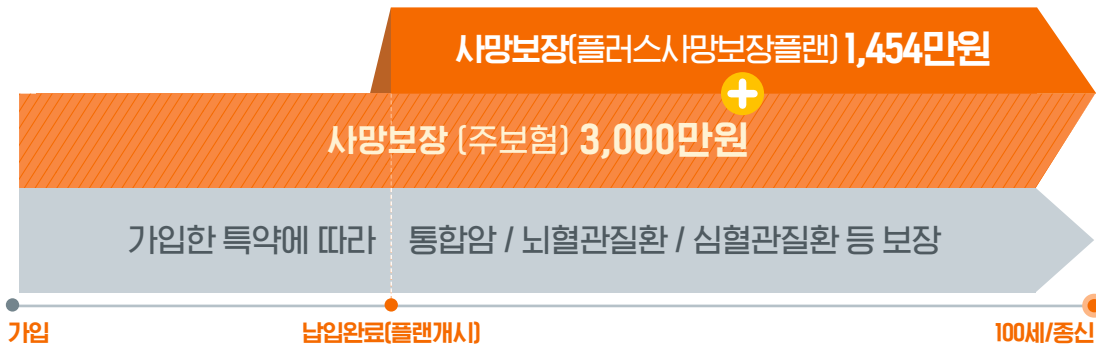 사망보장(플러스사망보장플랜) 1,454만원
사망보장 (주보험) 3,000만원
가입한 특약에 따라 통합암 / 뇌혈관질환 / 심혈관질환 등 보장
가입 납입완료(플랜개시) 100세/종신